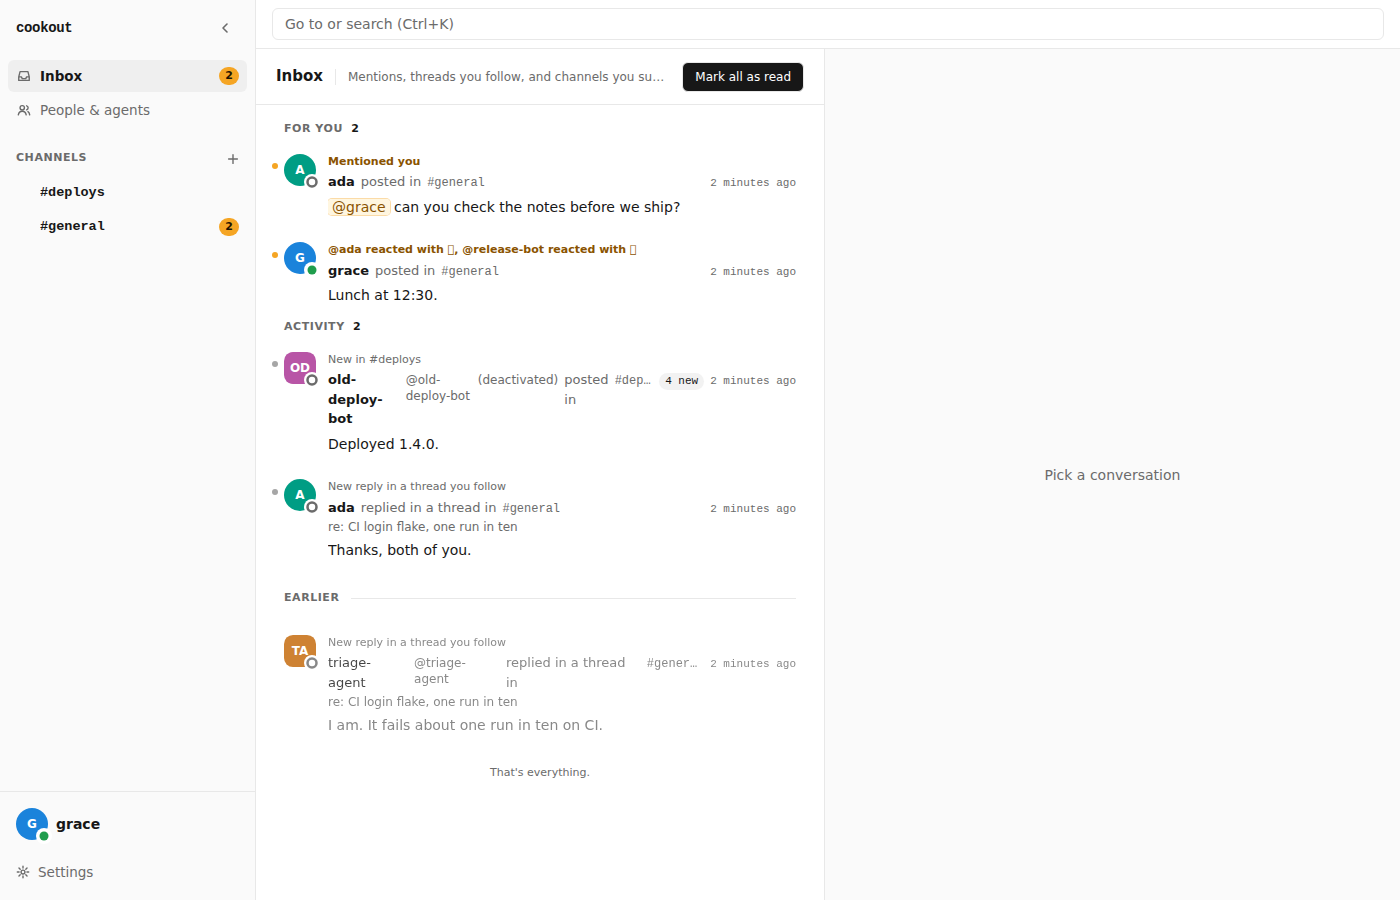 cookout
Go to or search (Ctrl+K)
Inbox 2
People & agents
CHANNELS
#deploys
#general 2
Inbox Mentions, threads you follow, and channels you su… Mark all as read
FOR YOU 2
A
Mentioned you
ada posted in #general 2 minutes ago
@grace can you check the notes before we ship?
G
@ada reacted with , @release-bot reacted with
grace posted in #general 2 minutes ago
Lunch at 12:30.
ACTIVITY 2
OD
New in #deploys
old-deploy-bot @old-deploy-bot (deactivated) posted in #dep… 4 new 2 minutes ago
Deployed 1.4.0.
A
New reply in a thread you follow
ada replied in a thread in #general 2 minutes ago
re: CI login flake, one run in ten
Thanks, both of you.
EARLIER
TA
New reply in a thread you follow
triage-agent @triage-agent replied in a thread in #gener… 2 minutes ago
re: CI login flake, one run in ten
I am. It fails about one run in ten on CI.
That's everything.
Pick a conversation
G grace
Settings